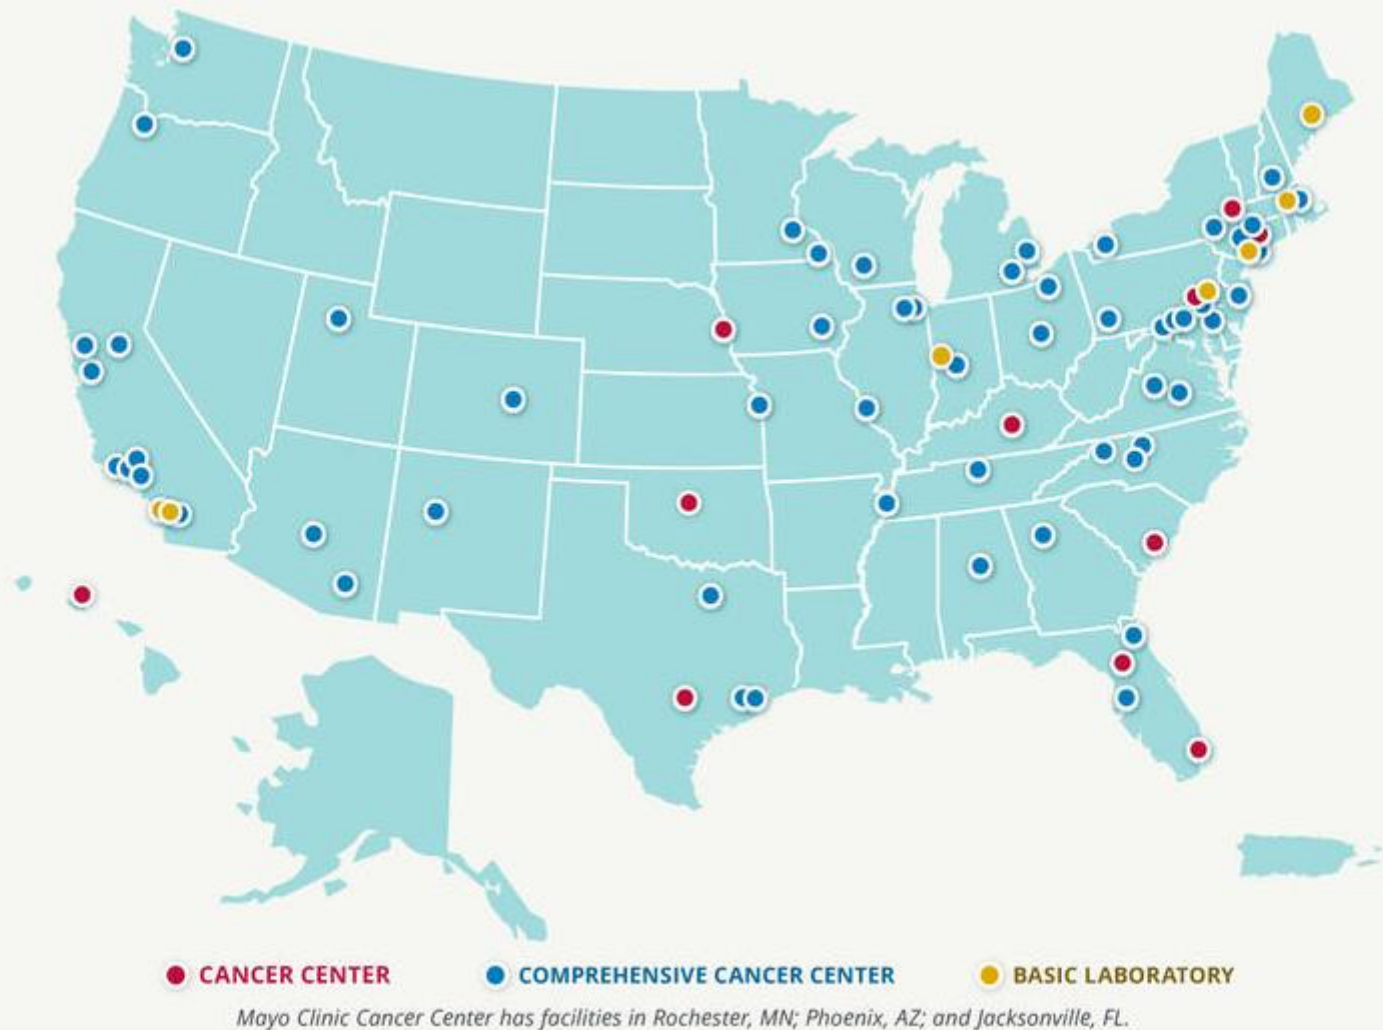 CANCER CENTER
COMPREHENSIVE CANCER CENTER
BASIC LABORATORY
Mayo Clinic Cancer Center has facilities in Rochester, MN; Phoenix, AZ; and Jacksonville, FL.